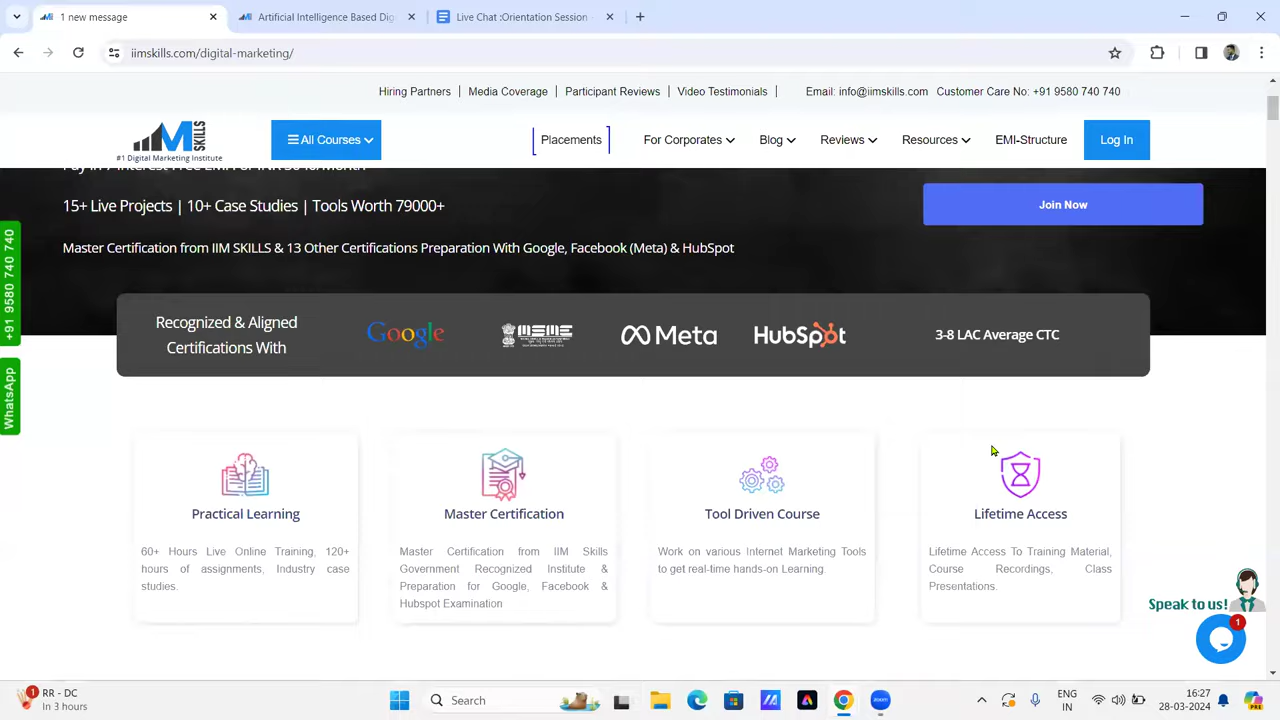 1 new message
Artificial Intelligence Based Dig
Live Chat :Orientation Session -
iimskills.com/digital-marketing/
Hiring Partners
Media Coverage
Participant Reviews
Video Testimonials
Email: info@iimskills.com
Customer Care No: +91 9580 740 740
IIM SKILLS
#1 Digital Marketing Institute
All Courses
Placements
For Corporates
Blog
Reviews
Resources
EMI-Structure
Log In
15+ Live Projects | 10+ Case Studies | Tools Worth 79000+
Join Now
Master Certification from IIM SKILLS & 13 Other Certifications Preparation With Google, Facebook (Meta) & HubSpot
+91 9580 740 740
WhatsApp
Recognized & Aligned
Certifications With
Google
MSME
Meta
HubSpot
3-8 LAC Average CTC
Practical Learning
60+ Hours Live Online Training, 120+
hours of assignments, Industry case
studies.
Master Certification
Master Certification from IIM Skills
Government Recognized Institute &
Preparation for Google, Facebook &
Hubspot Examination
Tool Driven Course
Work on various Internet Marketing Tools
to get real-time hands-on Learning.
Lifetime Access
Lifetime Access To Training Material,
Course Recordings, Class
Presentations.
Speak to us!
1
1
RR - DC
In 3 hours
Search
ENG
IN
16:27
28-03-2024
PRE